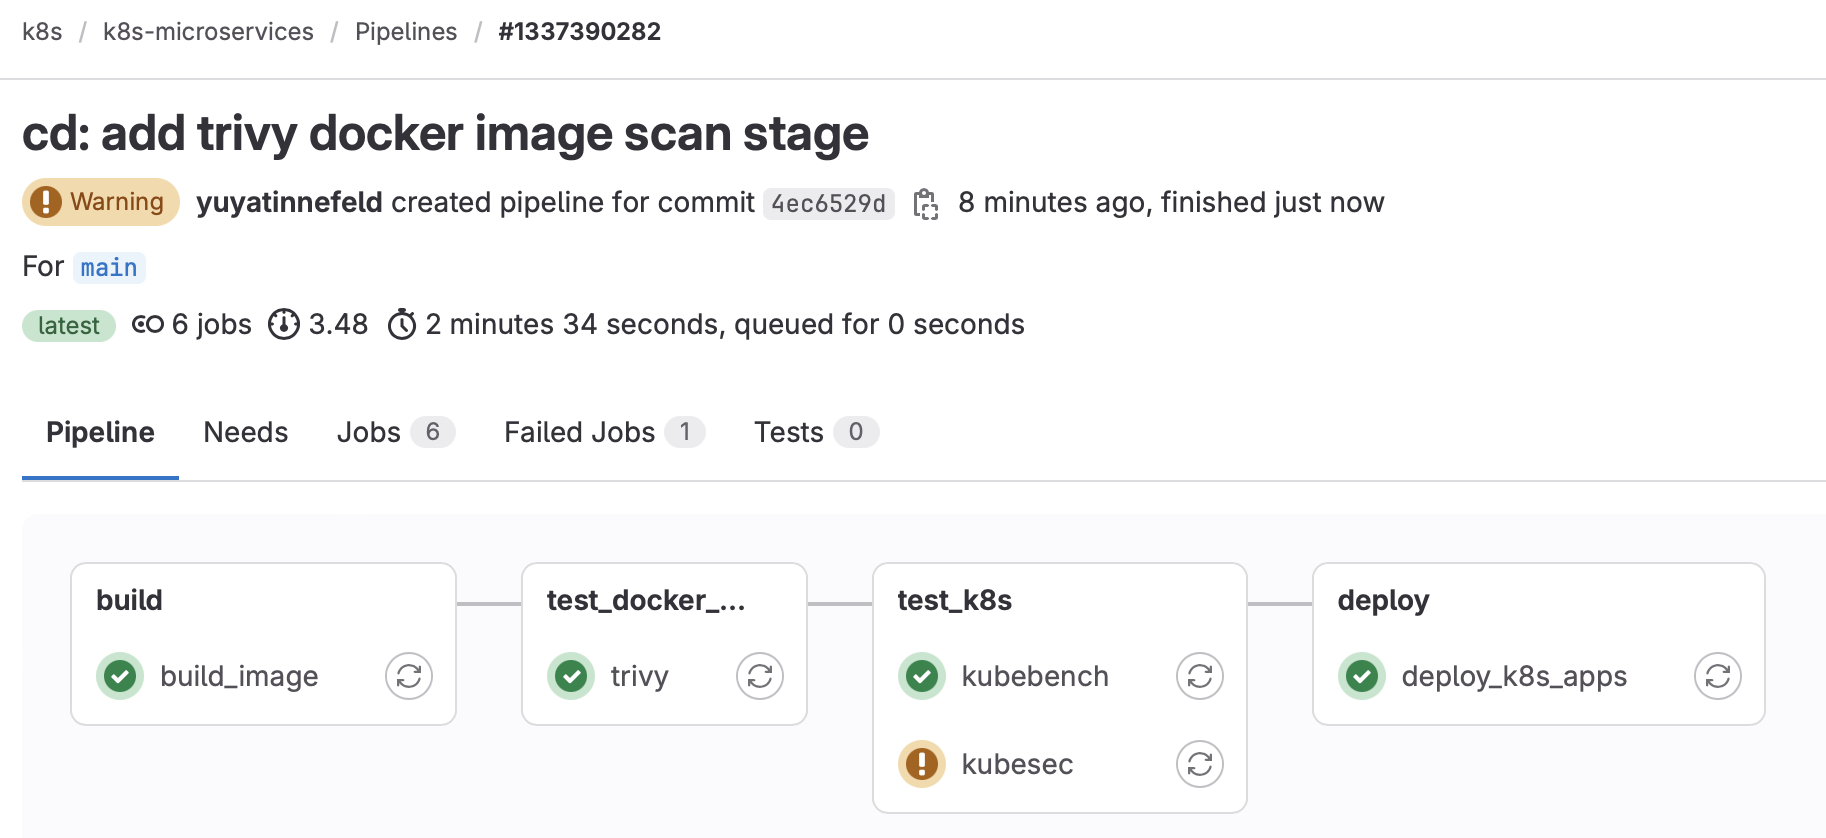 k8s / k8s-microservices / Pipelines / #1337390282
cd: add trivy docker image scan stage
Warning yuyatinnefeld created pipeline for commit 4ec6529d 8 minutes ago, finished just now
For main
latest 6 jobs 3.48 2 minutes 34 seconds, queued for 0 seconds
Pipeline Needs Jobs 6 Failed Jobs 1 Tests 0
build
build_image
test_docker_...
trivy
test_k8s
kubebench
kubesec
deploy
deploy_k8s_apps